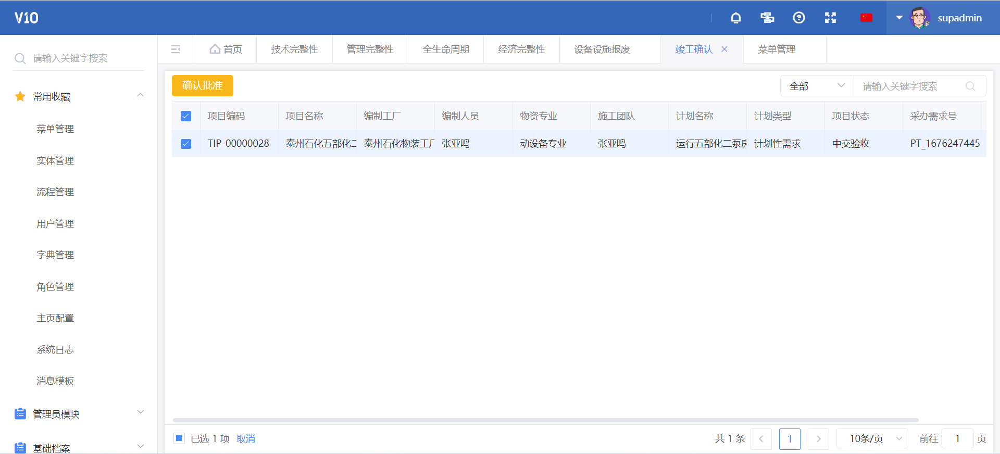 V10
supadmin
请输入关键字搜索
首页
技术完整性
管理完整性
全生命周期
经济完整性
设备设施报废
竣工确认
菜单管理
确认批准
全部
请输入关键字搜索
常用收藏
菜单管理
实体管理
流程管理
用户管理
字典管理
角色管理
主页配置
系统日志
消息模板
管理员模块
基础档案
项目编码 项目名称 编制工厂 编制人员 物资专业 施工团队 计划名称 计划类型 项目状态 采办需求号
TIP-00000028 泰州石化五部化二 泰州石化物装工厂 张亚鸣 动设备专业 张亚鸣 运行五部化二泵房 计划性需求 中交验收 PT_1676247445
已选 1 项 取消
共 1 条
1
10条/页
前往 1 页